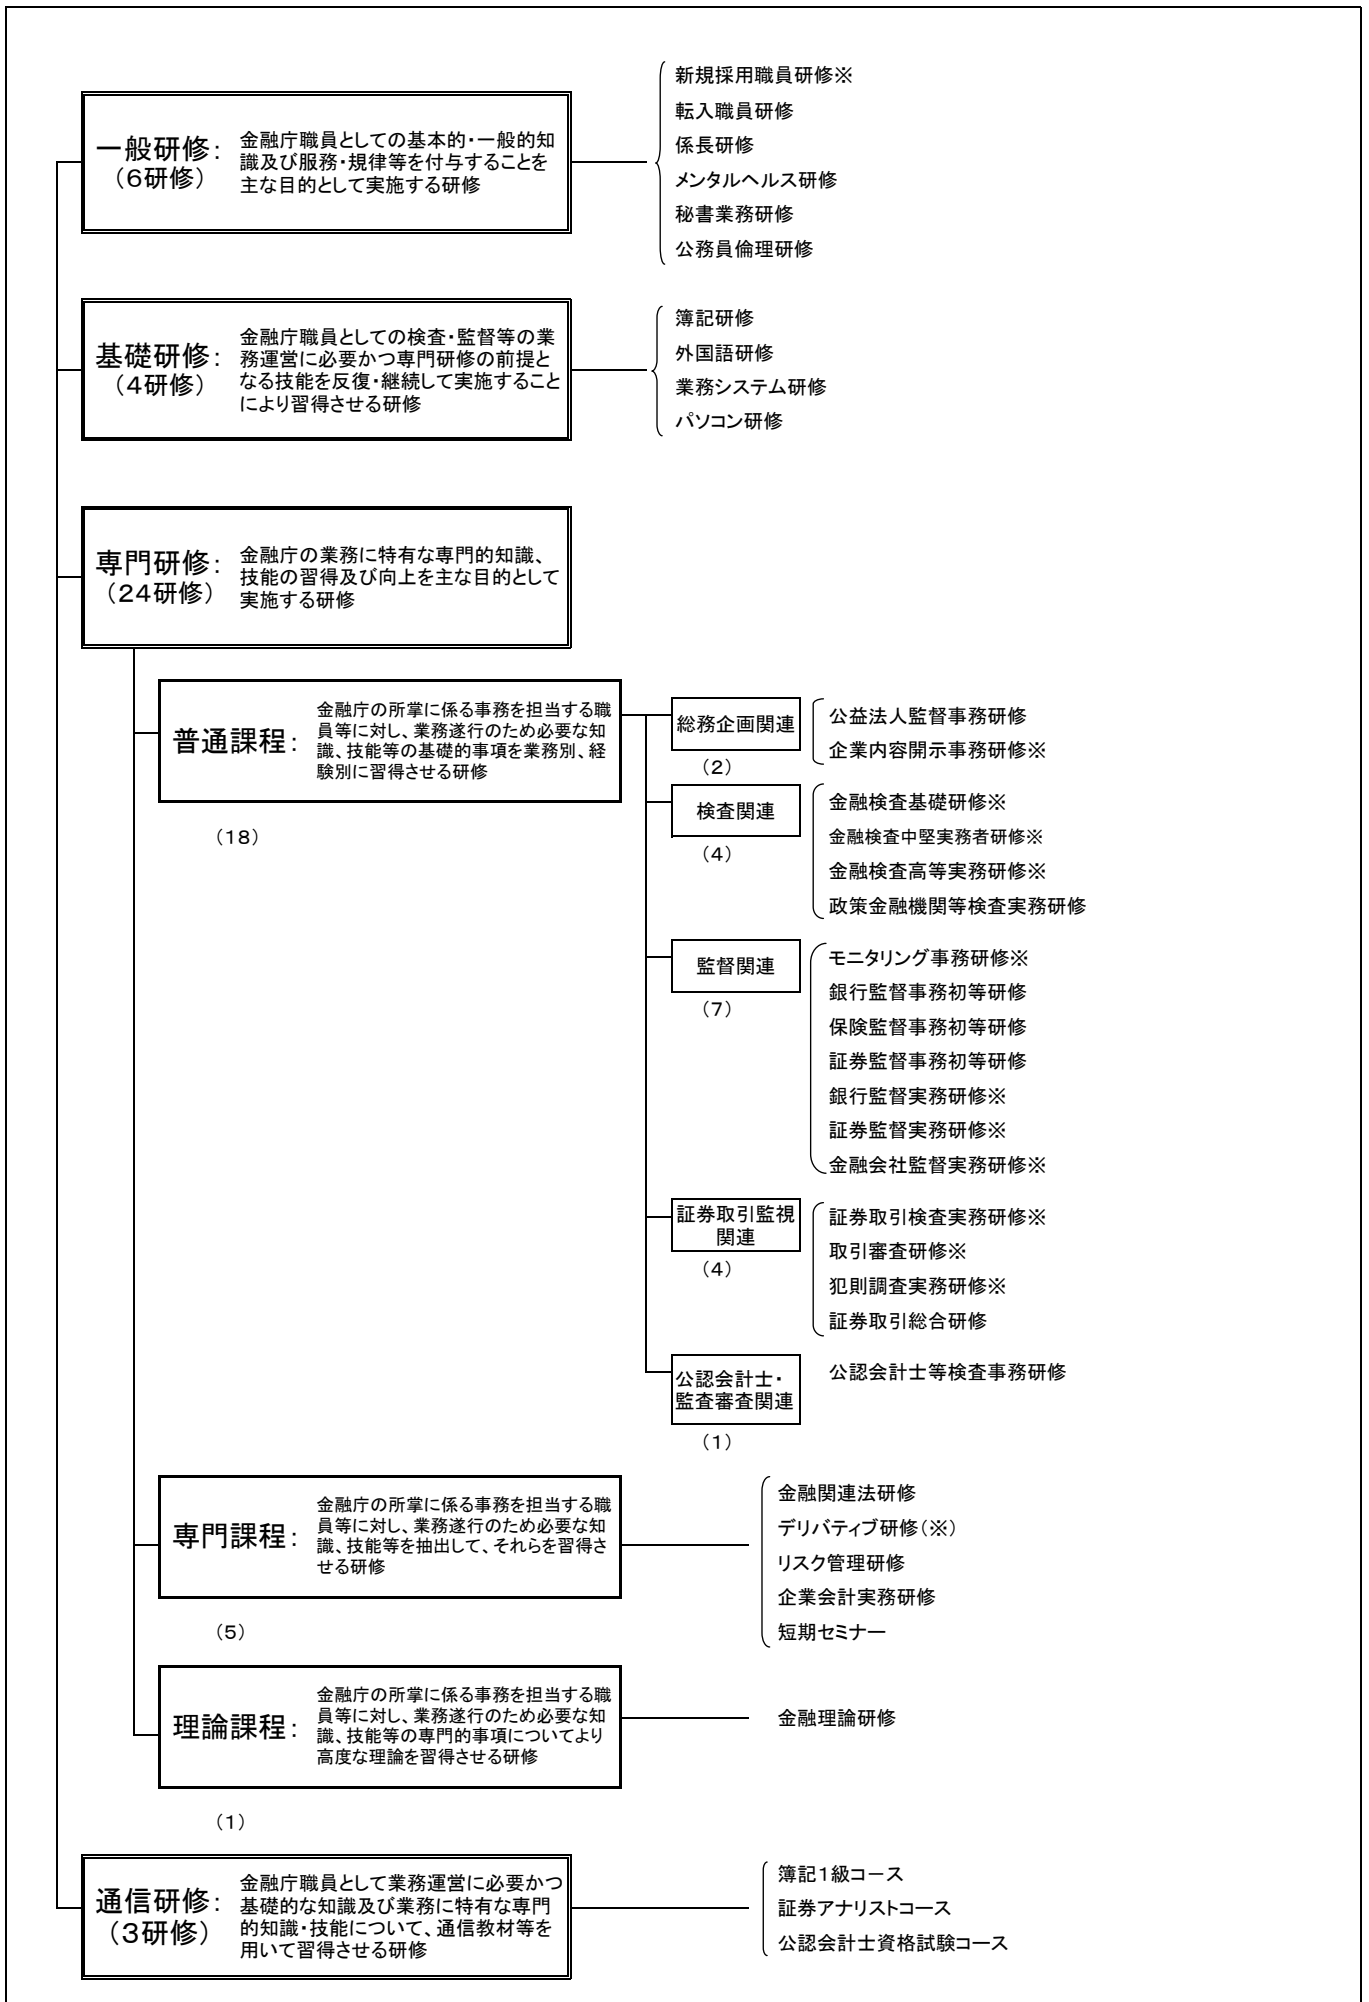 一般研修：
（6研修）
金融庁職員としての基本的・一般的知
識及び服務・規律等を付与することを
主な目的として実施する研修
新規採用職員研修※
転入職員研修
係長研修
メンタルヘルス研修
秘書業務研修
公務員倫理研修
基礎研修：
（4研修）
金融庁職員としての検査・監督等の業
務運営に必要かつ専門研修の前提と
なる技能を反復・継続して実施すること
により習得させる研修
簿記研修
外国語研修
業務システム研修
パソコン研修
専門研修：
（24研修）
金融庁の業務に特有な専門的知識、
技能の習得及び向上を主な目的として
実施する研修
普通課程：
金融庁の所掌に係る事務を担当する職
員等に対し、業務遂行のため必要な知
識、技能等の基礎的事項を業務別、経
験別に習得させる研修
（18）
総務企画関連
（2）
公益法人監督事務研修
企業内容開示事務研修※
検査関連
（4）
金融検査基礎研修※
金融検査中堅実務者研修※
金融検査高等実務研修※
政策金融機関等検査実務研修
監督関連
（7）
モニタリング事務研修※
銀行監督事務初等研修
保険監督事務初等研修
証券監督事務初等研修
銀行監督実務研修※
証券監督実務研修※
金融会社監督実務研修※
証券取引監視
関連
（4）
証券取引検査実務研修※
取引審査研修※
犯則調査実務研修※
証券取引総合研修
公認会計士・
監査審査関連
（1）
公認会計士等検査事務研修
専門課程：
金融庁の所掌に係る事務を担当する職
員等に対し、業務遂行のため必要な知
識、技能等を抽出して、それらを習得さ
せる研修
（5）
金融関連法研修
デリバティブ研修（※）
リスク管理研修
企業会計実務研修
短期セミナー
理論課程：
金融庁の所掌に係る事務を担当する職
員等に対し、業務遂行のため必要な知
識、技能等の専門的事項についてより
高度な理論を習得させる研修
（1）
金融理論研修
通信研修：
（3研修）
金融庁職員として業務運営に必要かつ
基礎的な知識及び業務に特有な専門
的知識・技能について、通信教材等を
用いて習得させる研修
簿記1級コース
証券アナリストコース
公認会計士資格試験コース